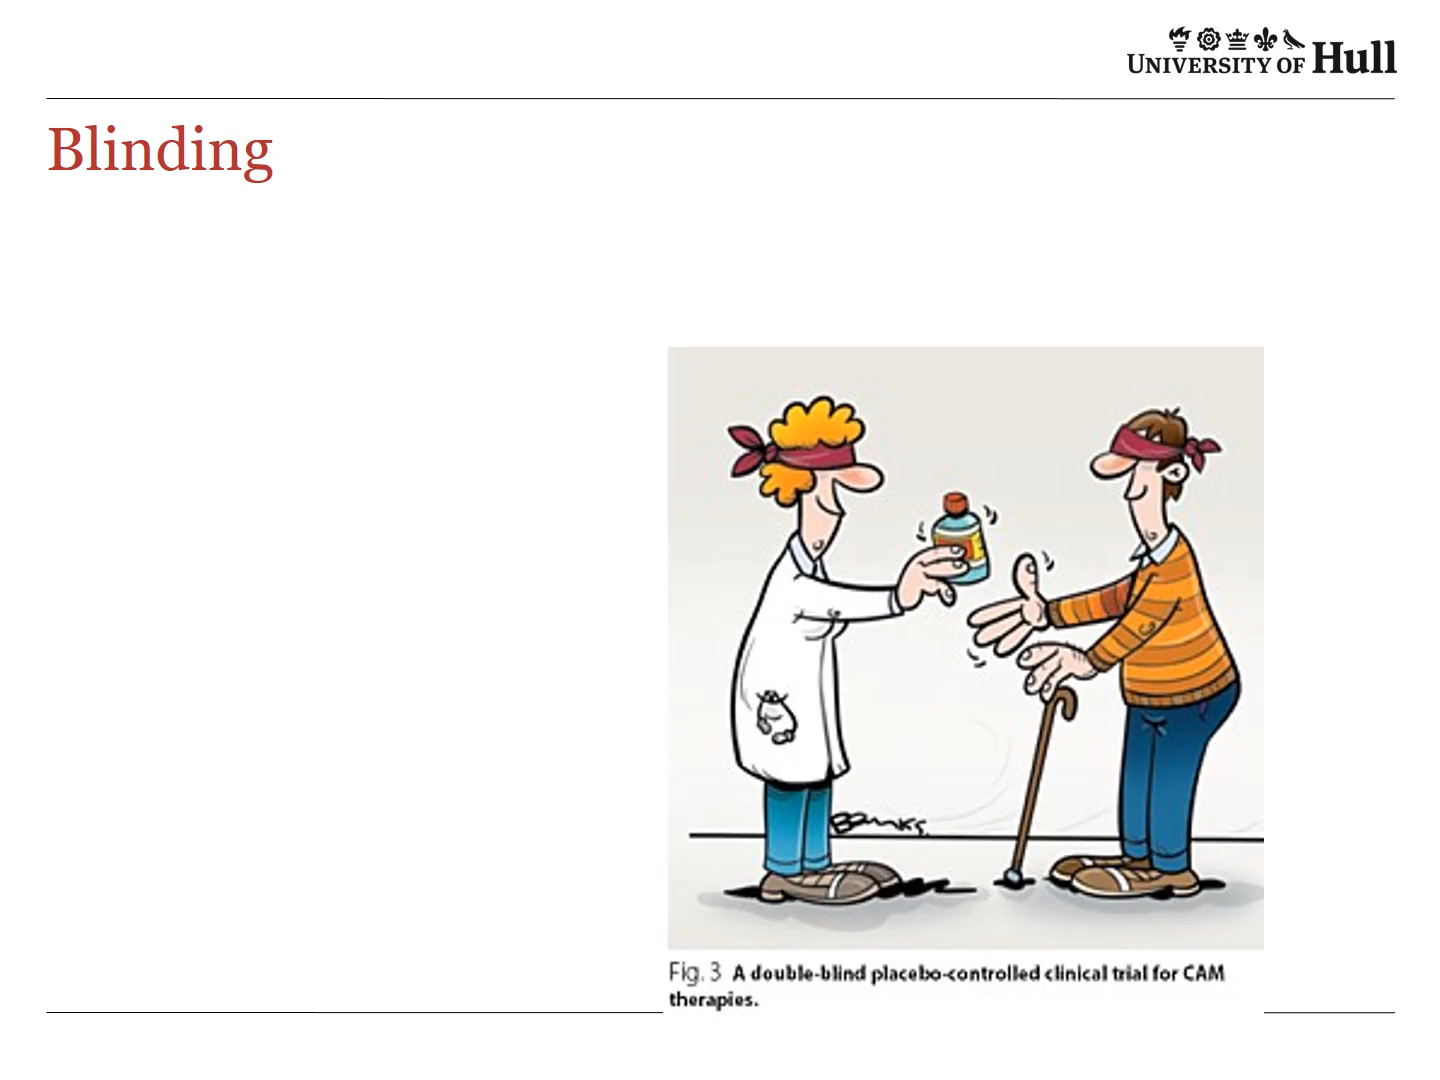 UNIVERSITY OF Hull
Blinding
Fig. 3 A double-blind placebo-controlled clinical trial for CAM
therapies.